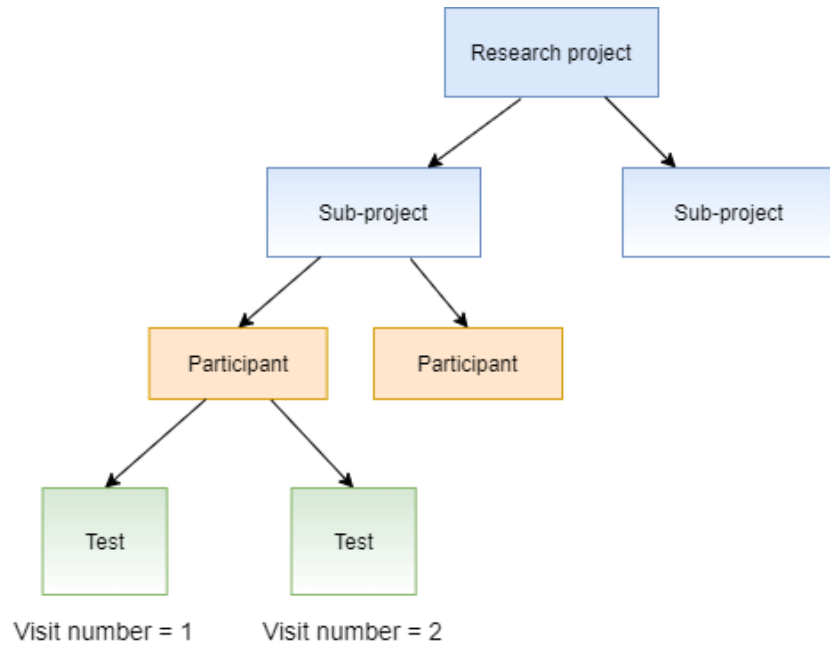 Research project
Sub-project
Sub-project
Participant
Participant
Test
Test
Visit number = 1
Visit number = 2